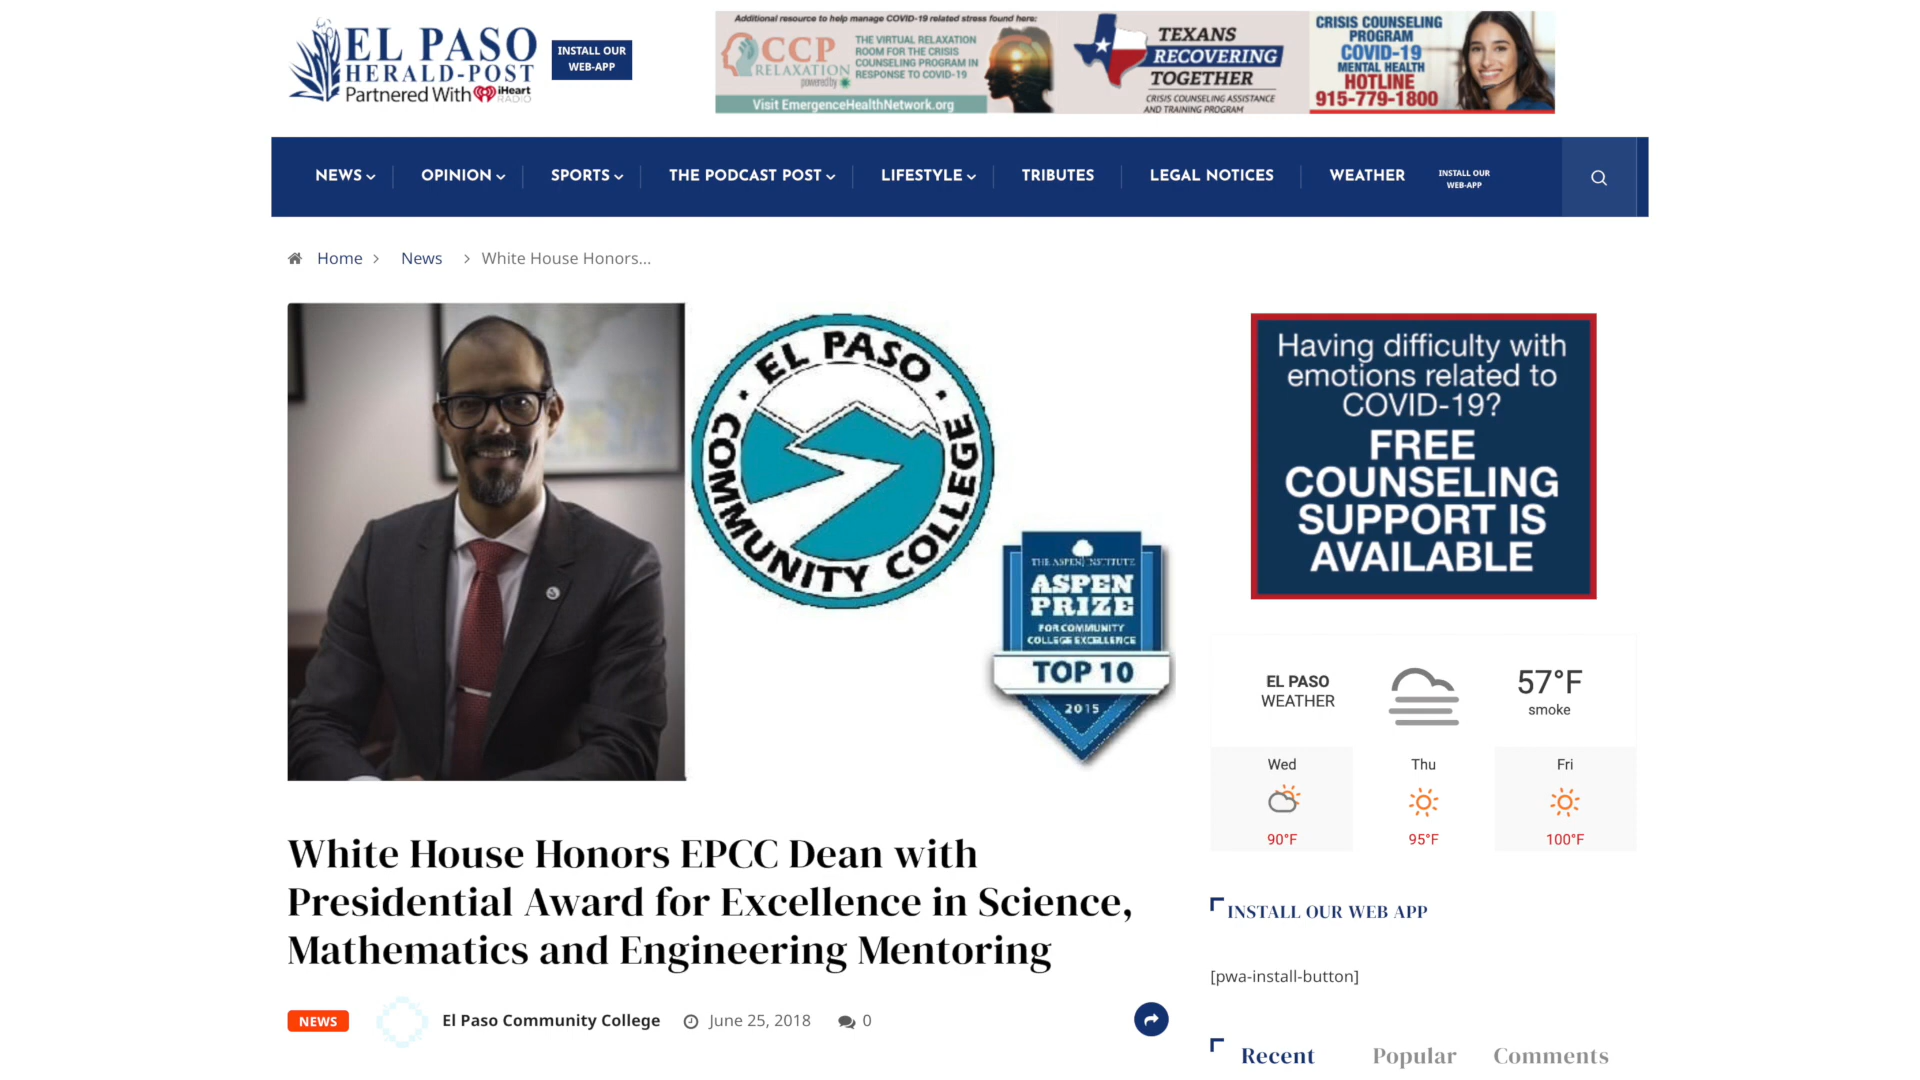 EL PASO
HERALD-POST
Partnered With iHeart RADIO
INSTALL OUR
WEB-APP
Additional resource to help manage COVID-19 related stress found here:
CCP
RELAXATION
powered by
THE VIRTUAL RELAXATION
ROOM FOR THE CRISIS
COUNSELING PROGRAM IN
RESPONSE TO COVID-19
Visit EmergenceHealthNetwork.org
TEXANS
RECOVERING
TOGETHER
CRISIS COUNSELING ASSISTANCE
AND TRAINING PROGRAM
CRISIS COUNSELING
PROGRAM
COVID-19
MENTAL HEALTH
HOTLINE
915-779-1800
NEWS
OPINION
SPORTS
THE PODCAST POST
LIFESTYLE
TRIBUTES
LEGAL NOTICES
WEATHER
INSTALL OUR
WEB-APP
Home > News > White House Honors...
EL PASO
COMMUNITY COLLEGE
THE ASPEN INSTITUTE
ASPEN
PRIZE
FOR COMMUNITY
COLLEGE EXCELLENCE
TOP 10
2015
Having difficulty with
emotions related to
COVID-19?
FREE
COUNSELING
SUPPORT IS
AVAILABLE
EL PASO
WEATHER
57°F
smoke
Wed
90°F
Thu
95°F
Fri
100°F
White House Honors EPCC Dean with
Presidential Award for Excellence in Science,
Mathematics and Engineering Mentoring
NEWS
El Paso Community College
June 25, 2018
0
INSTALL OUR WEB APP
[pwa-install-button]
Recent
Popular
Comments